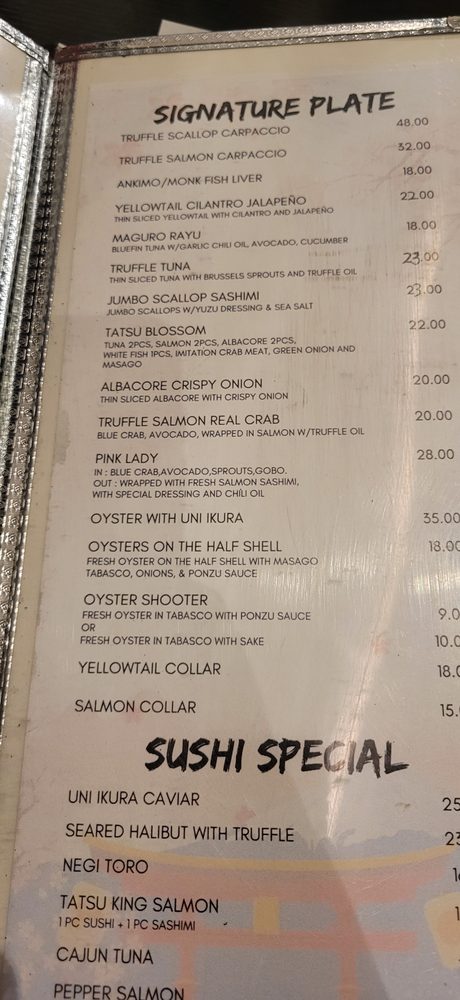 SIGNATURE PLATE
TRUFFLE SCALLOP CARPACCIO 48.00
TRUFFLE SALMON CARPACCIO 32.00
ANKIMO/MONK FISH LIVER 18.00
YELLOWTAIL CILANTRO JALAPEÑO 22.00
THIN SLICED YELLOWTAIL WITH CILANTRO AND JALAPEÑO
MAGURO RAYU 18.00
BLUEFIN TUNA W/GARLIC CHILI OIL, AVOCADO, CUCUMBER
TRUFFLE TUNA 23.00
THIN SLICED TUNA WITH BRUSSELS SPROUTS AND TRUFFLE OIL
JUMBO SCALLOP SASHIMI 23.00
JUMBO SCALLOPS W/YUZU DRESSING & SEA SALT
TATSU BLOSSOM 22.00
TUNA 2PCS, SALMON 2PCS, ALBACORE 2PCS,
WHITE FISH 1PCS, IMITATION CRAB MEAT, GREEN ONION AND
MASAGO
ALBACORE CRISPY ONION 20.00
THIN SLICED ALBACORE WITH CRISPY ONION
TRUFFLE SALMON REAL CRAB 20.00
BLUE CRAB, AVOCADO, WRAPPED IN SALMON W/TRUFFLE OIL
PINK LADY 28.00
IN : BLUE CRAB,AVOCADO,SPROUTS,GOBO.
OUT : WRAPPED WITH FRESH SALMON SASHIMI,
WITH SPECIAL DRESSING AND CHILI OIL
OYSTER WITH UNI IKURA 35.00
OYSTERS ON THE HALF SHELL 18.00
FRESH OYSTER ON THE HALF SHELL WITH MASAGO
TABASCO, ONIONS, & PONZU SAUCE
OYSTER SHOOTER
FRESH OYSTER IN TABASCO WITH PONZU SAUCE 9.0
OR
FRESH OYSTER IN TABASCO WITH SAKE 10.0
YELLOWTAIL COLLAR 18.0
SALMON COLLAR 15.
SUSHI SPECIAL
UNI IKURA CAVIAR 25
SEARED HALIBUT WITH TRUFFLE 23
NEGI TORO
TATSU KING SALMON
1 PC SUSHI + 1 PC SASHIMI
CAJUN TUNA
PEPPER SALMON